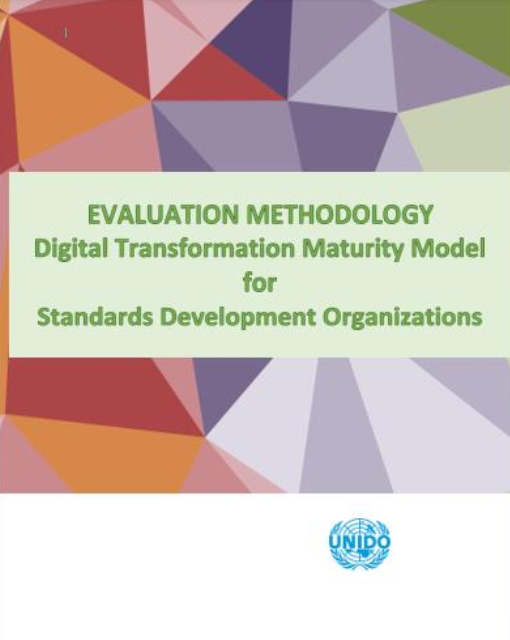 EVALUATION METHODOLOGY
Digital Transformation Maturity Model
for
Standards Development Organizations
UNIDO